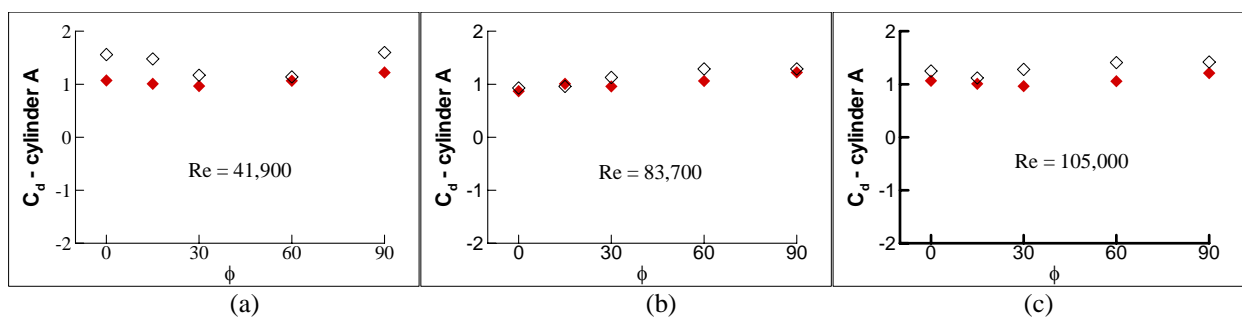 2
1
0
-1
-2
C_d - cylinder A
Re = 41,900
0 30 60 90
ϕ
(a)
2
1
0
-1
-2
C_d - cylinder A
Re = 83,700
0 30 60 90
ϕ
(b)
2
1
0
-1
-2
C_d - cylinder A
Re = 105,000
0 30 60 90
ϕ
(c)